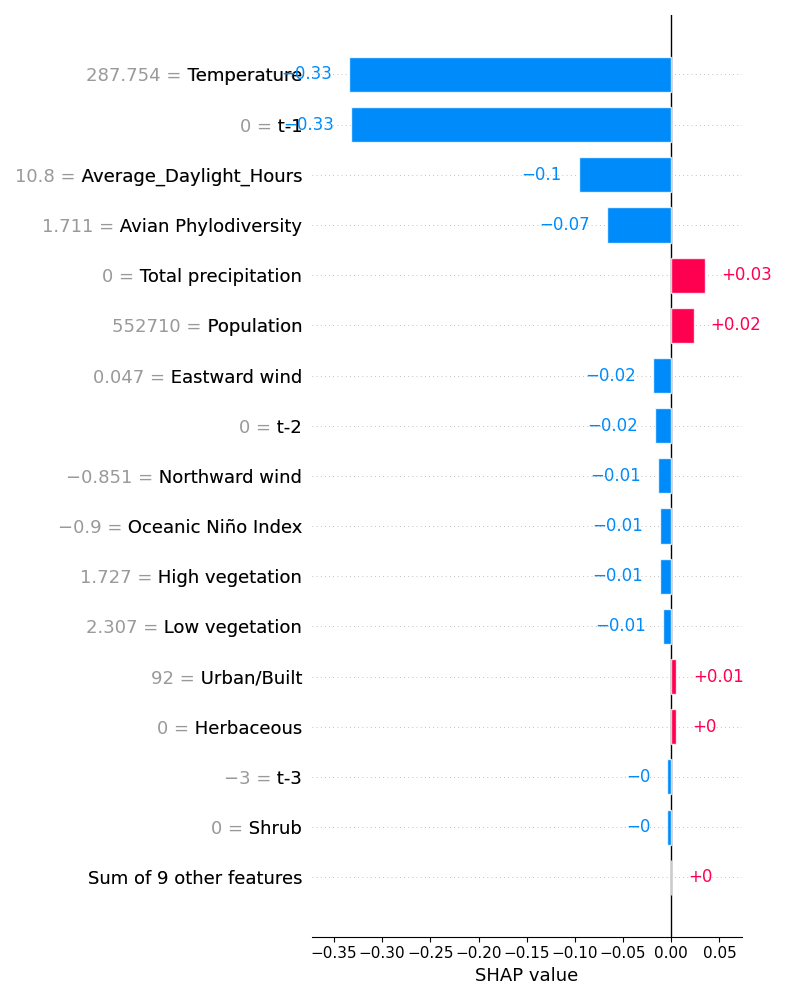 287.754 = Temperature −0.33
0 = t-1 −0.33
10.8 = Average_Daylight_Hours −0.1
1.711 = Avian Phylodiversity −0.07
0 = Total precipitation +0.03
552710 = Population +0.02
0.047 = Eastward wind −0.02
0 = t-2 −0.02
−0.851 = Northward wind −0.01
−0.9 = Oceanic Niño Index −0.01
1.727 = High vegetation −0.01
2.307 = Low vegetation −0.01
92 = Urban/Built +0.01
0 = Herbaceous +0
−3 = t-3 −0
0 = Shrub −0
Sum of 9 other features +0
−0.35 −0.30 −0.25 −0.20 −0.15 −0.10 −0.05 0.00 0.05
SHAP value